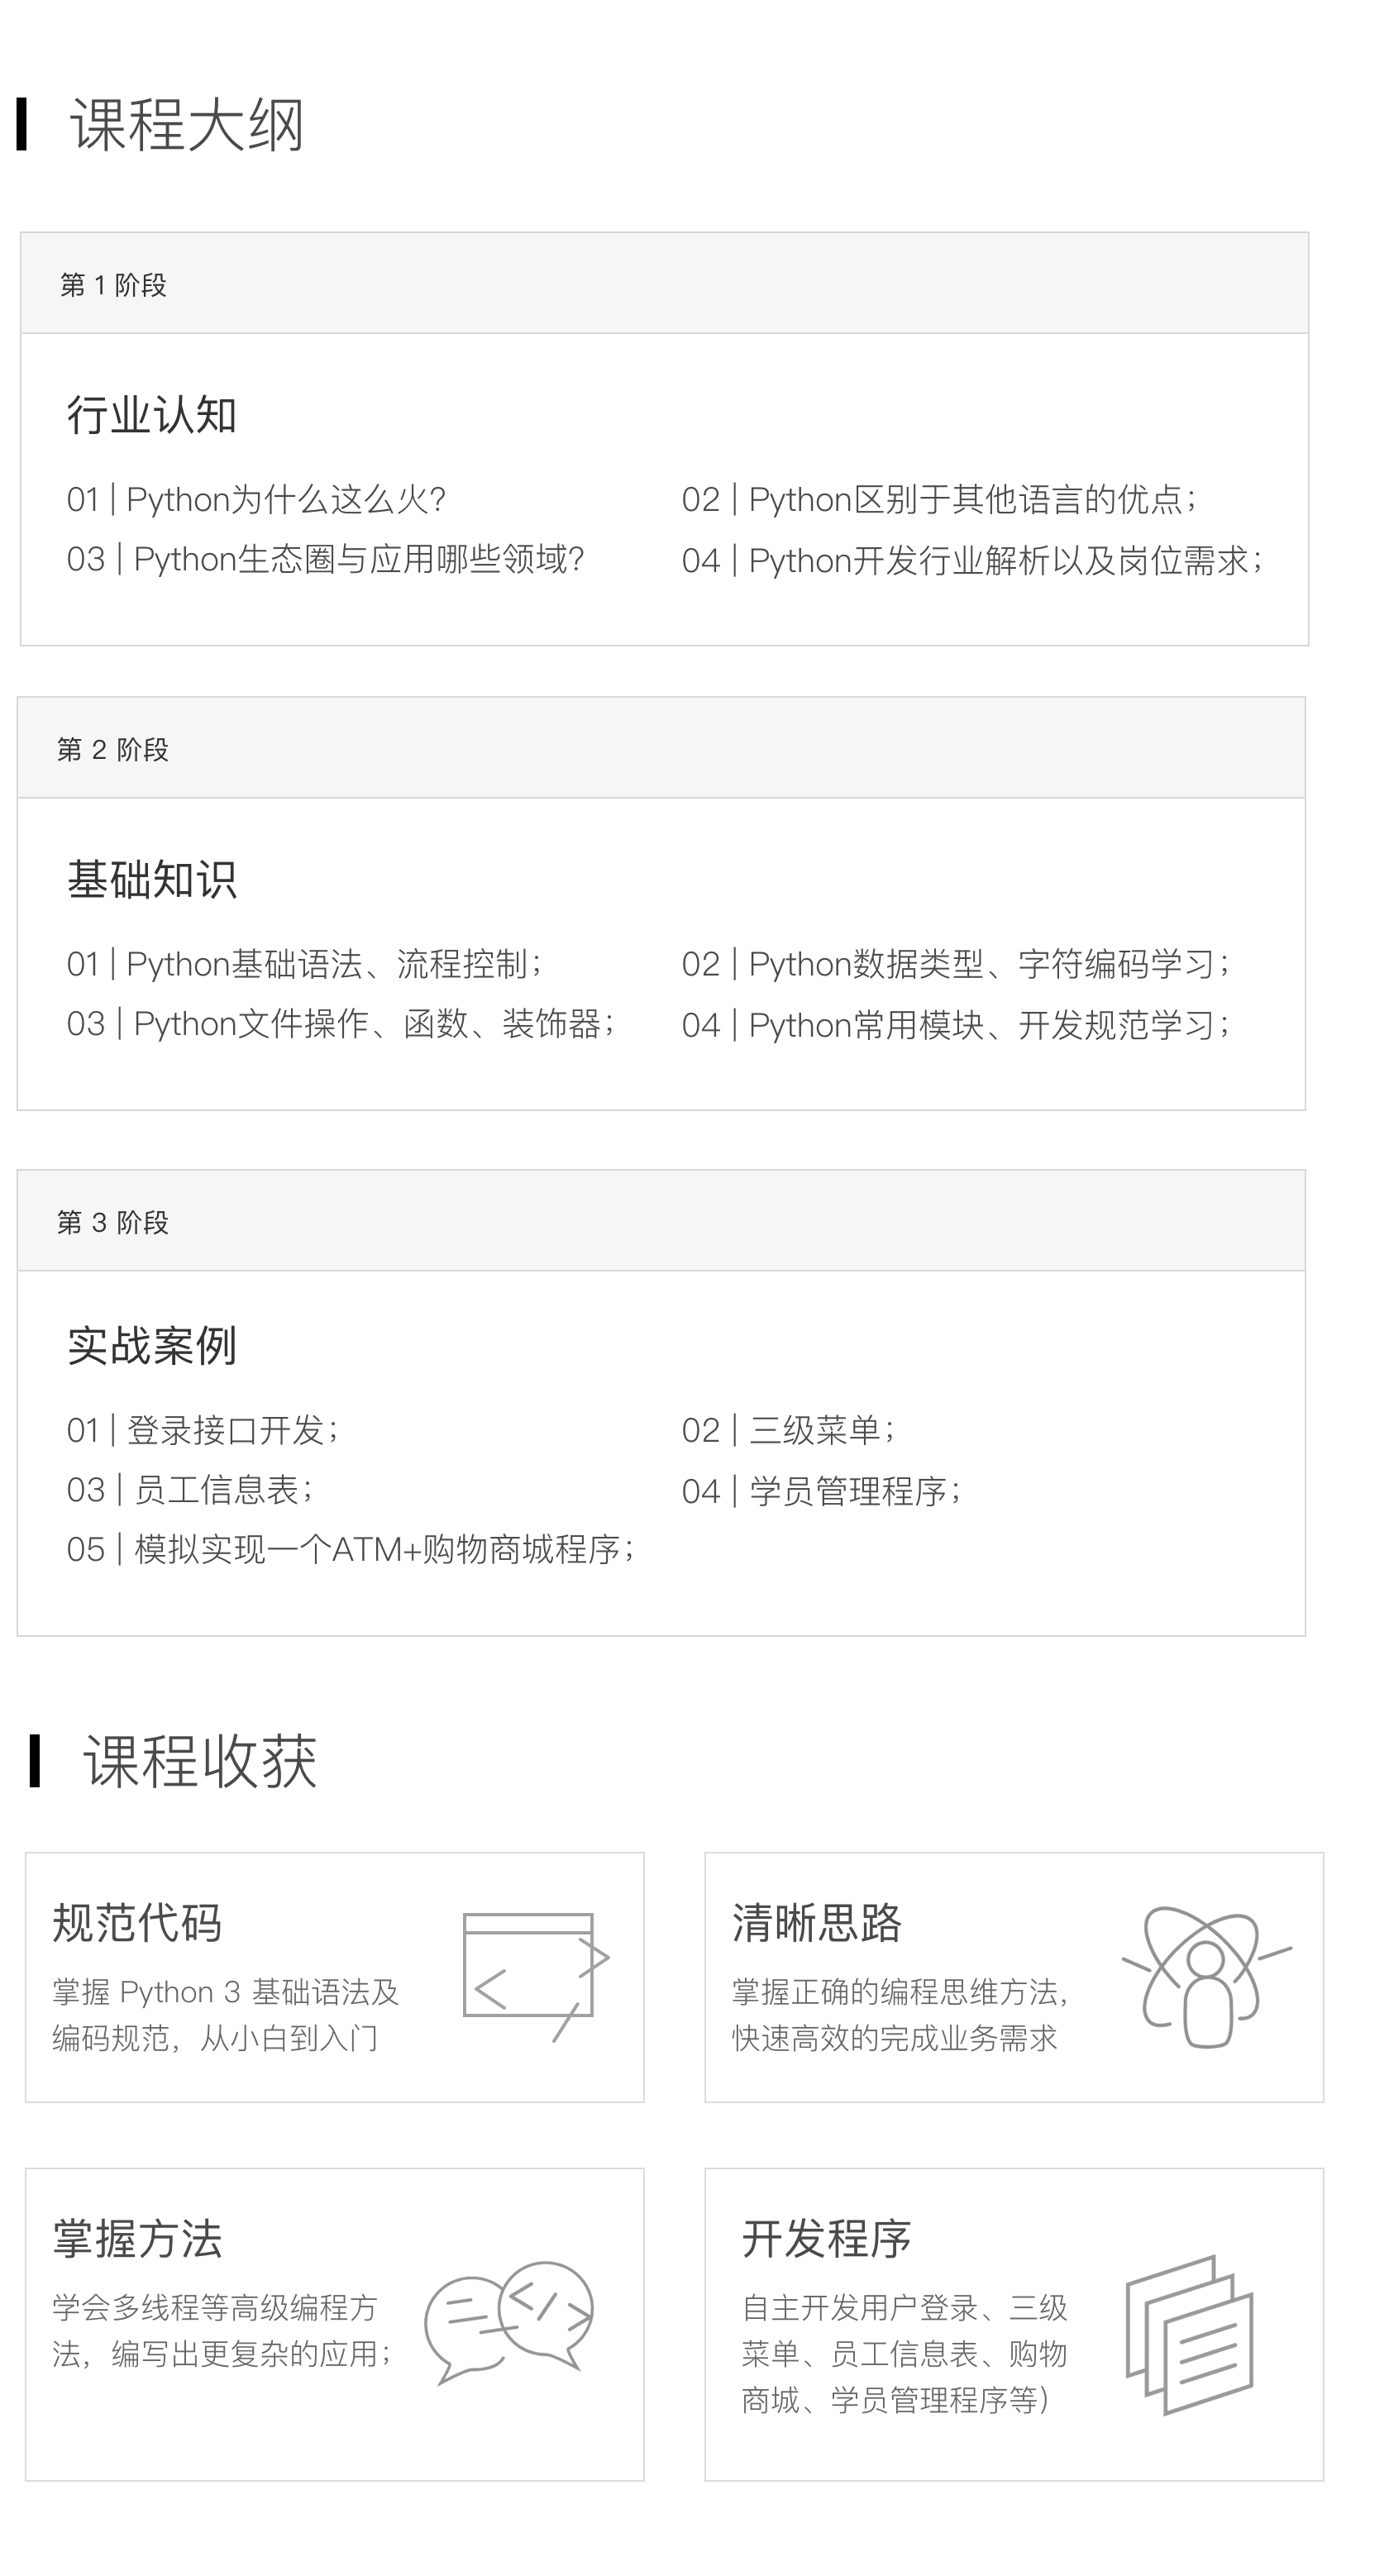 课程大纲
第 1 阶段
行业认知
01 | Python为什么这么火？
02 | Python区别于其他语言的优点；
03 | Python生态圈与应用哪些领域？
04 | Python开发行业解析以及岗位需求；
第 2 阶段
基础知识
01 | Python基础语法、流程控制；
02 | Python数据类型、字符编码学习；
03 | Python文件操作、函数、装饰器；
04 | Python常用模块、开发规范学习；
第 3 阶段
实战案例
01 | 登录接口开发；
02 | 三级菜单；
03 | 员工信息表；
04 | 学员管理程序；
05 | 模拟实现一个ATM+购物商城程序；
课程收获
规范代码
掌握 Python 3 基础语法及
编码规范，从小白到入门
清晰思路
掌握正确的编程思维方法，
快速高效的完成业务需求
掌握方法
学会多线程等高级编程方
法，编写出更复杂的应用；
开发程序
自主开发用户登录、三级
菜单、员工信息表、购物
商城、学员管理程序等）